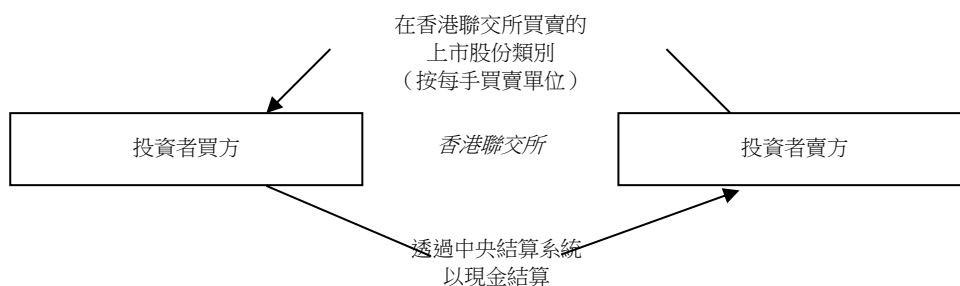 在香港聯交所買賣的
上市股份類別
（按每手買賣單位）
投資者買方
香港聯交所
投資者賣方
透過中央結算系統
以現金結算